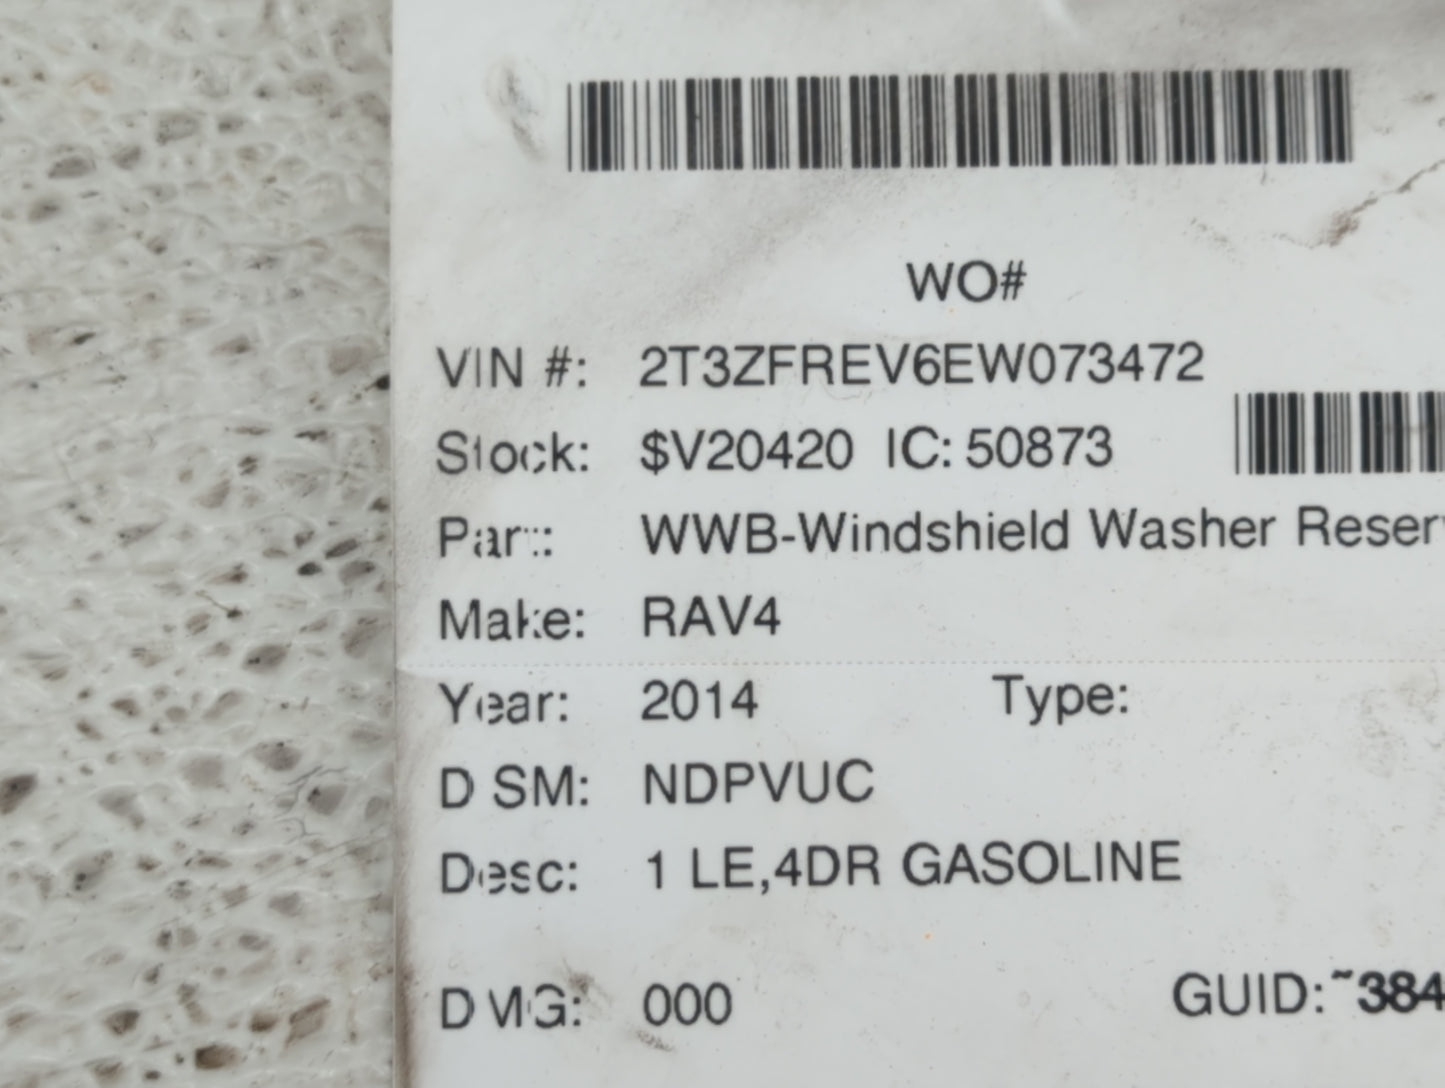 WO#
VIN #: 2T3ZFREV6EW073472
Stock: $V20420 IC: 50873
Part: WWB-Windshield Washer Reser
Make: RAV4
Year: 2014 Type:
DISM: NDPVUC
Desc: 1 LE,4DR GASOLINE
DMG: 000 GUID:~384